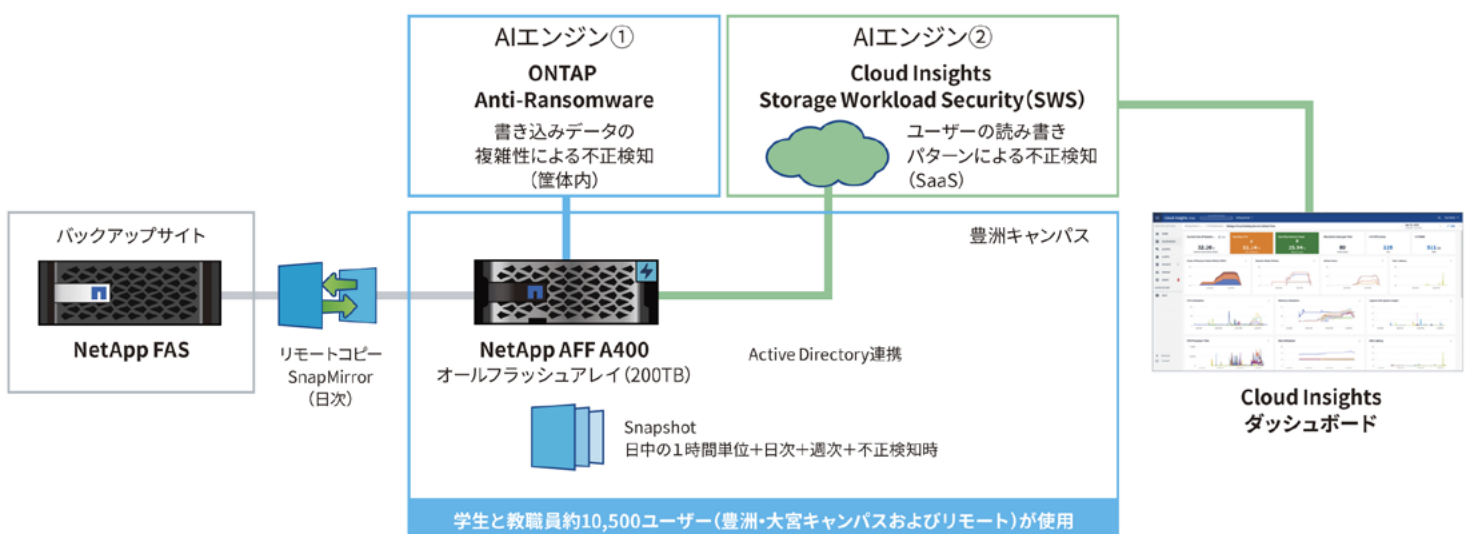 AIエンジン①
ONTAP
Anti-Ransomware
書き込みデータの
複雑性による不正検知
（筐体内）
AIエンジン②
Cloud Insights
Storage Workload Security（SWS）
ユーザーの読み書き
パターンによる不正検知
（SaaS）
バックアップサイト
NetApp FAS
リモートコピー
SnapMirror
（日次）
豊洲キャンパス
NetApp AFF A400
オールフラッシュアレイ（200TB）
Active Directory連携
Snapshot
日中の１時間単位＋日次＋週次＋不正検知時
学生と教職員約10,500ユーザー（豊洲・大宮キャンパスおよびリモート）が使用
Cloud Insights
ダッシュボード